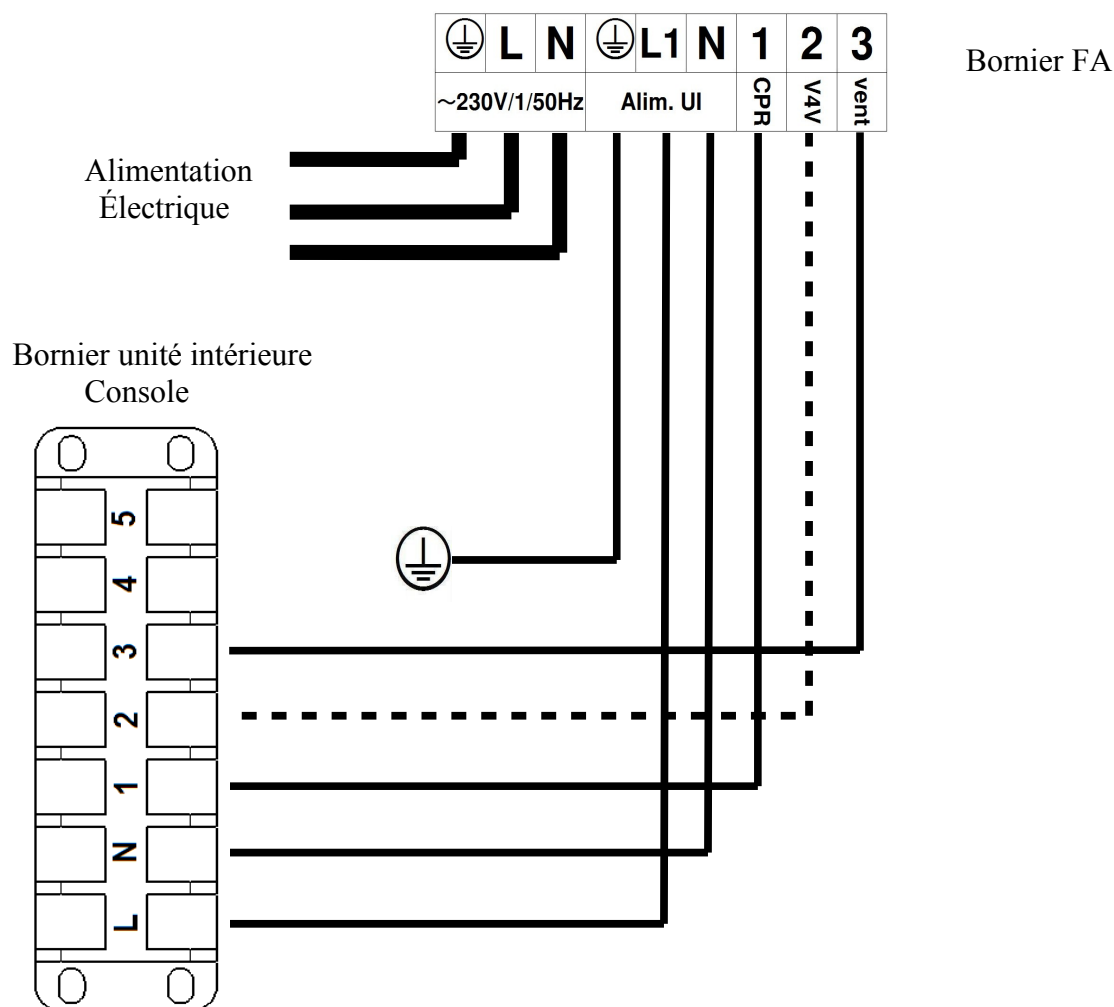 L N L1 N 1 2 3
Bornier FA
~230V/1/50Hz Alim. UI CPR V4V vent
Alimentation
Électrique
Bornier unité intérieure
Console
5
4
3
2
1
N
L